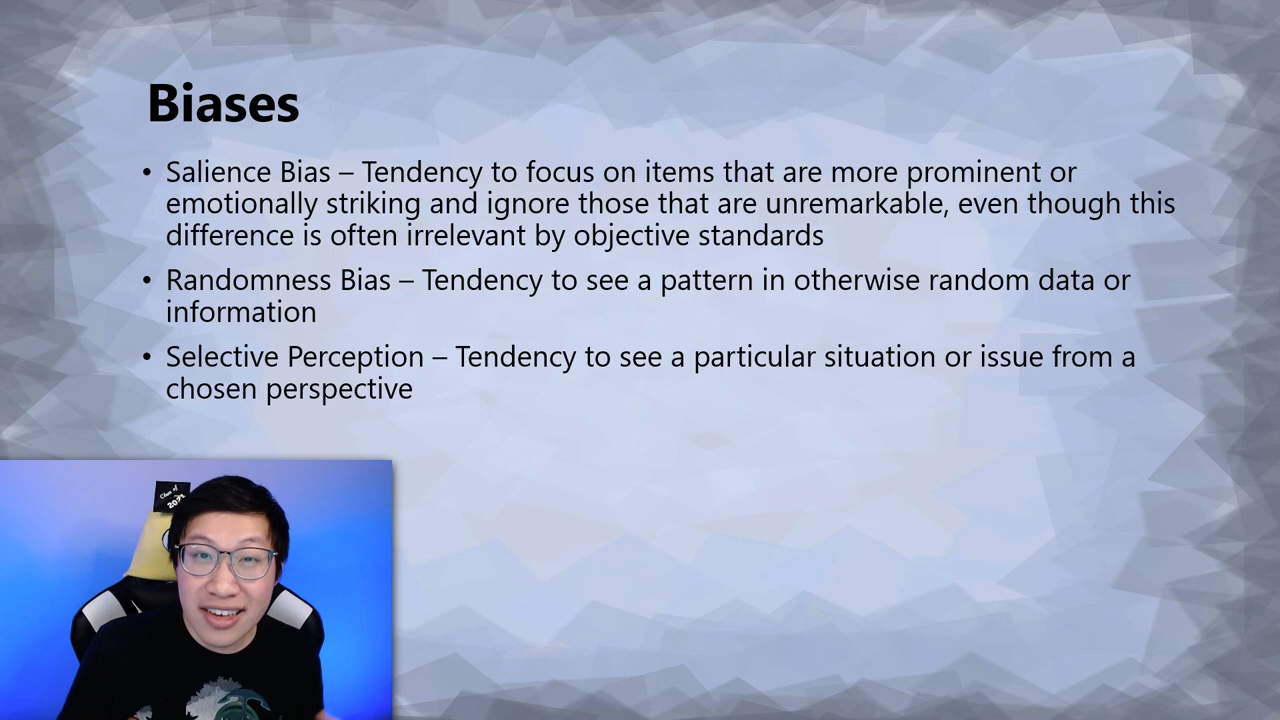 Biases
• Salience Bias – Tendency to focus on items that are more prominent or
emotionally striking and ignore those that are unremarkable, even though this
difference is often irrelevant by objective standards
• Randomness Bias – Tendency to see a pattern in otherwise random data or
information
• Selective Perception – Tendency to see a particular situation or issue from a
chosen perspective
Class of